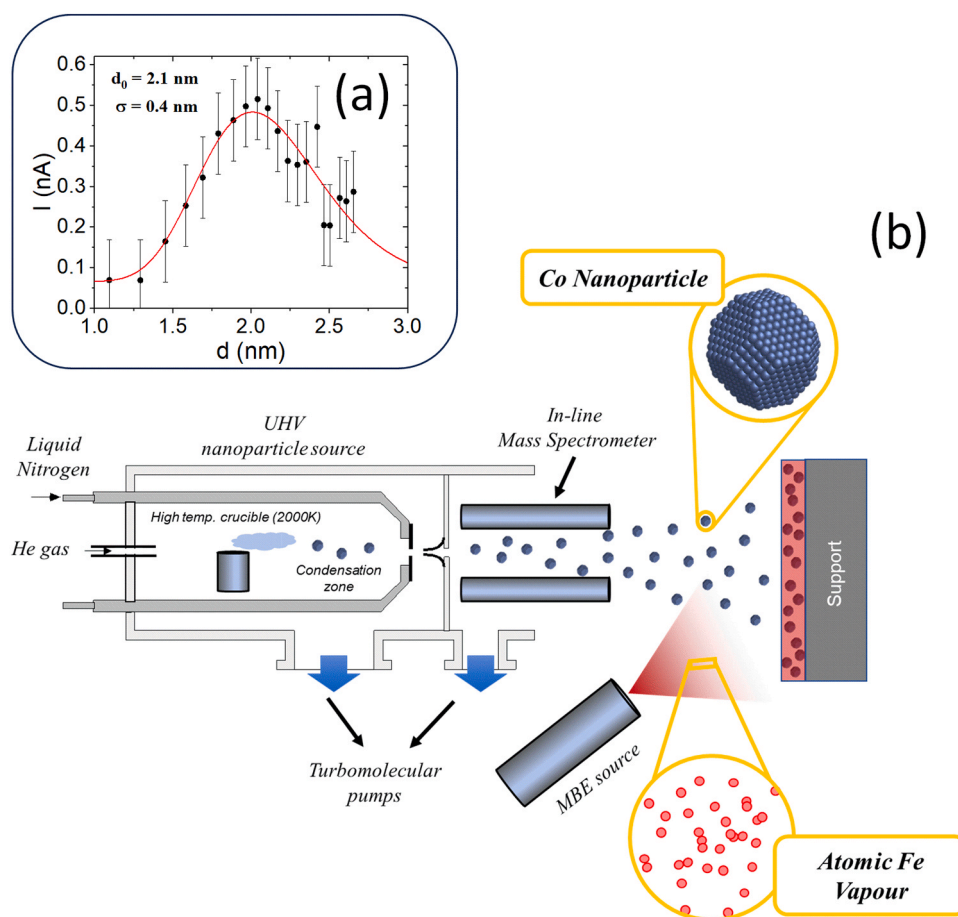 (a)
d₀ = 2.1 nm
σ = 0.4 nm
I (nA)
0.6
0.5
0.4
0.3
0.2
0.1
0.0
1.0 1.5 2.0 2.5 3.0
d (nm)
(b)
Co Nanoparticle
UHV
nanoparticle source
In-line
Mass Spectrometer
Liquid
Nitrogen
High temp. crucible (2000K)
He gas
Condensation
zone
Support
MBE source
Turbomolecular
pumps
Atomic Fe
Vapour